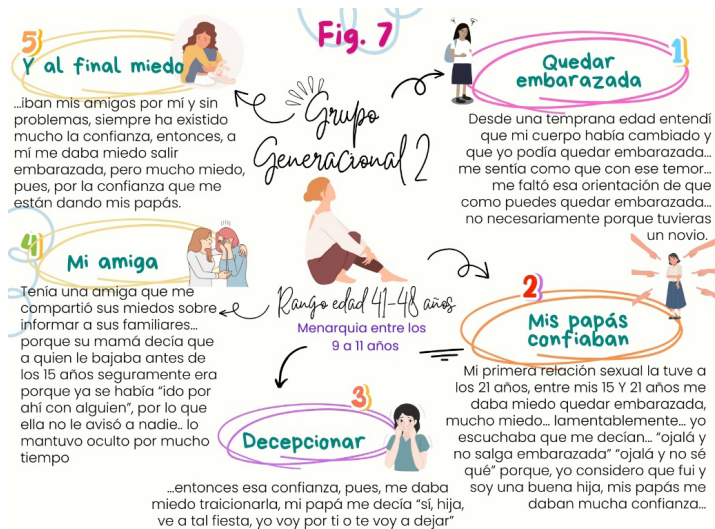 Fig. 7
Grupo
Generacional 2
Rango edad 41-48 años
Menarquia entre los
9 a 11 años
1
Quedar
embarazada
Desde una temprana edad entendí
que mi cuerpo había cambiado y
que yo podía quedar embarazada...
me sentía como que con ese temor...
me faltó esa orientación de que
como puedes quedar embarazada...
no necesariamente porque tuvieras
un novio.
2
Mis papás
confiaban
Mi primera relación sexual la tuve a
los 21 años, entre mis 15 Y 21 años me
daba miedo quedar embarazada,
mucho miedo... lamentablemente... yo
escuchaba que me decían... “ojalá y
no salga embarazada” “ojalá y no sé
qué” porque, yo considero que fui y
soy una buena hija, mis papás me
daban mucha confianza...
3
Decepcionar
...entonces esa confianza, pues, me daba
miedo traicionarla, mi papá me decía “sí, hija,
ve a tal fiesta, yo voy por ti o te voy a dejar”
4
Mi amiga
Tenía una amiga que me
compartió sus miedos sobre
informar a sus familiares...
porque su mamá decía que
a quien le bajaba antes de
los 15 años seguramente era
porque ya se había “ido por
ahí con alguien”, por lo que
ella no le avisó a nadie.. lo
mantuvo oculto por mucho
tiempo
5
Y al final miedo
...iban mis amigos por mí y sin
problemas, siempre ha existido
mucho la confianza, entonces, a
mí me daba miedo salir
embarazada, pero mucho miedo,
pues, por la confianza que me
están dando mis papás.